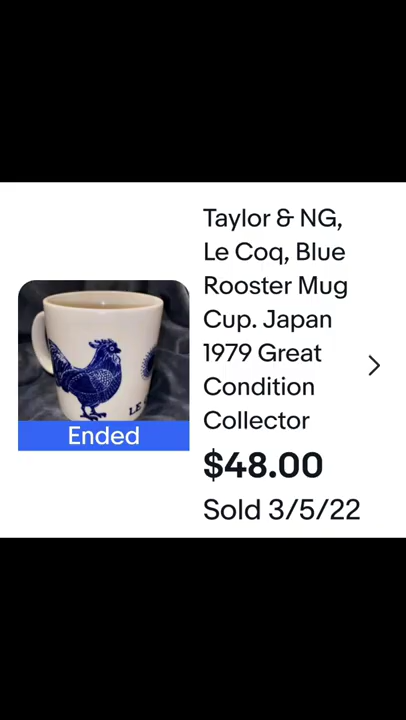 Taylor & NG,
Le Coq, Blue
Rooster Mug
Cup. Japan
1979 Great
Condition
Collector
$48.00
Sold 3/5/22
LE
Ended